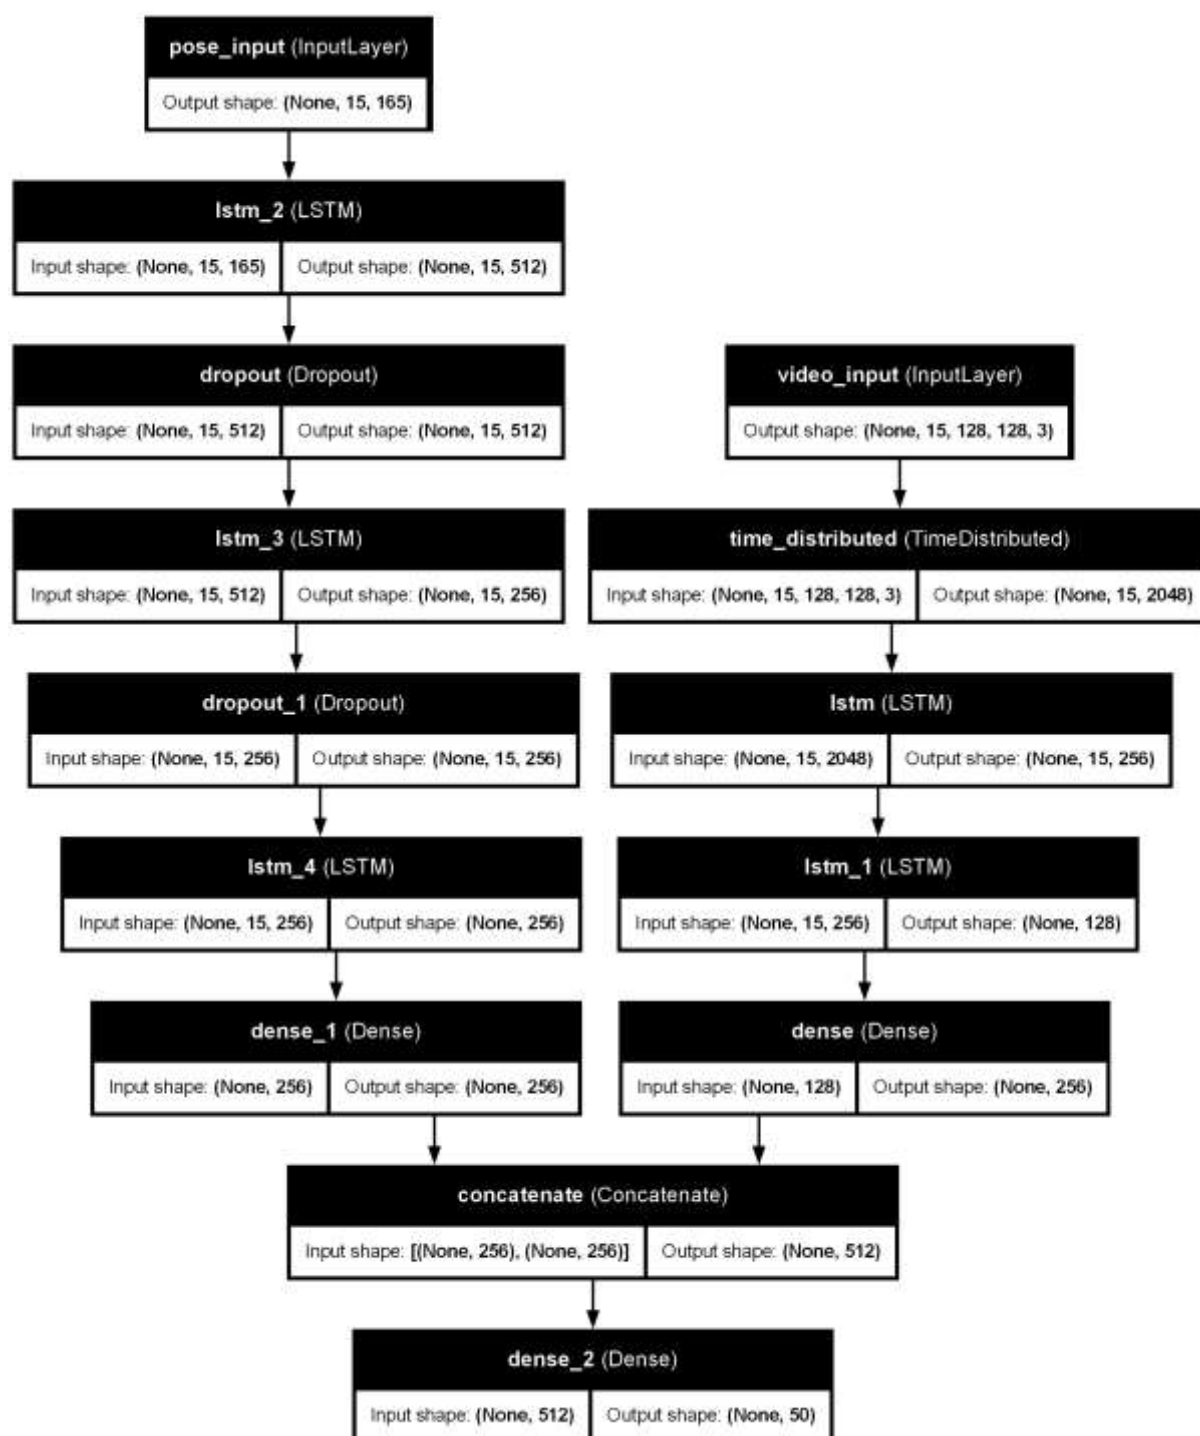 pose_input (InputLayer)
Output shape: (None, 15, 165)
lstm_2 (LSTM)
Input shape: (None, 15, 165) Output shape: (None, 15, 512)
dropout (Dropout)
Input shape: (None, 15, 512) Output shape: (None, 15, 512)
video_input (InputLayer)
Output shape: (None, 15, 128, 128, 3)
lstm_3 (LSTM)
Input shape: (None, 15, 512) Output shape: (None, 15, 256)
time_distributed (TimeDistributed)
Input shape: (None, 15, 128, 128, 3) Output shape: (None, 15, 2048)
dropout_1 (Dropout)
Input shape: (None, 15, 256) Output shape: (None, 15, 256)
lstm (LSTM)
Input shape: (None, 15, 2048) Output shape: (None, 15, 256)
lstm_4 (LSTM)
Input shape: (None, 15, 256) Output shape: (None, 256)
lstm_1 (LSTM)
Input shape: (None, 15, 256) Output shape: (None, 128)
dense_1 (Dense)
Input shape: (None, 256) Output shape: (None, 256)
dense (Dense)
Input shape: (None, 128) Output shape: (None, 256)
concatenate (Concatenate)
Input shape: [(None, 256), (None, 256)] Output shape: (None, 512)
dense_2 (Dense)
Input shape: (None, 512) Output shape: (None, 50)